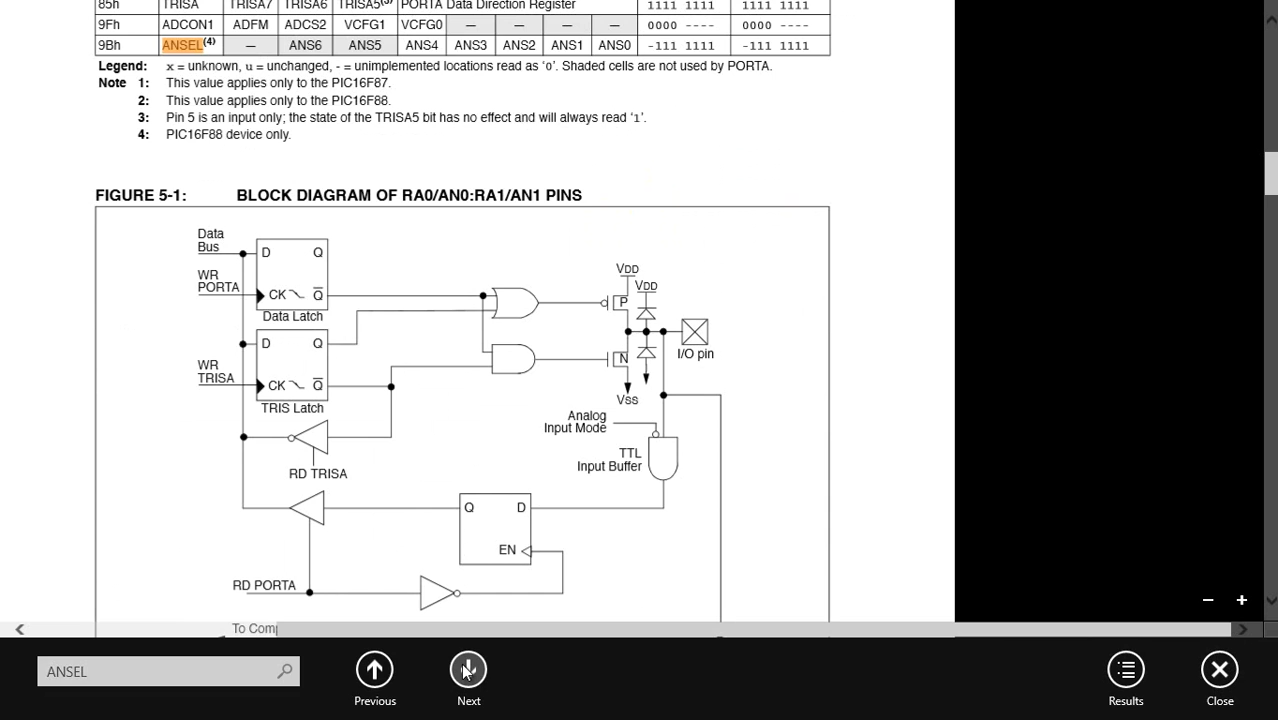 85h TRISA TRISA7 TRISA6 TRISA5(3) PORTA Data Direction Register 1111 1111 1111 1111
9Fh ADCON1 ADFM ADCS2 VCFG1 VCFG0 — — — — 0000 ---- 0000 ----
9Bh ANSEL(4) — ANS6 ANS5 ANS4 ANS3 ANS2 ANS1 ANS0 -111 1111 -111 1111
Legend: x = unknown, u = unchanged, - = unimplemented locations read as '0'. Shaded cells are not used by PORTA.
Note 1: This value applies only to the PIC16F87.
2: This value applies only to the PIC16F88.
3: Pin 5 is an input only; the state of the TRISA5 bit has no effect and will always read '1'.
4: PIC16F88 device only.
FIGURE 5-1: BLOCK DIAGRAM OF RA0/AN0:RA1/AN1 PINS
Data
Bus
D Q
WR
PORTA
CK Q
Data Latch
VDD
VDD
P
I/O pin
D Q
N
WR
TRISA
CK Q
TRIS Latch
VSS
Analog
Input Mode
TTL
Input Buffer
RD TRISA
Q D
EN
RD PORTA
To Comp
ANSEL
Previous
Next
Results
Close